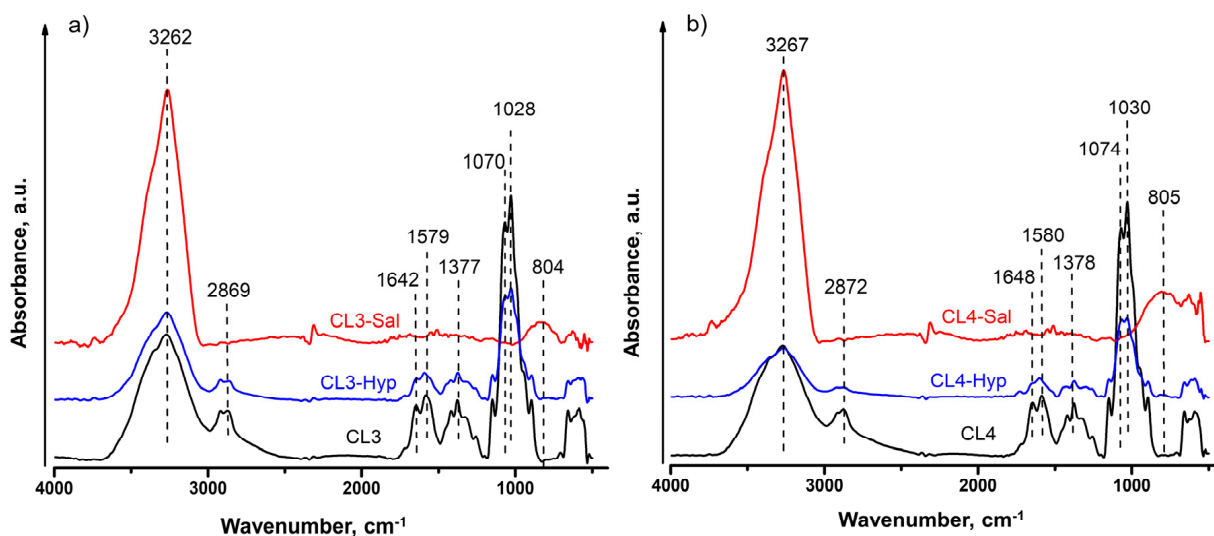 a)
3262
1028
1070
1579
1642
1377
804
2869
CL3-Sal
CL3-Hyp
CL3
Absorbance, a.u.
4000
3000
2000
1000
Wavenumber, cm⁻¹
b)
3267
1030
1074
805
1580
1648
1378
2872
CL4-Sal
CL4-Hyp
CL4
Absorbance, a.u.
4000
3000
2000
1000
Wavenumber, cm⁻¹